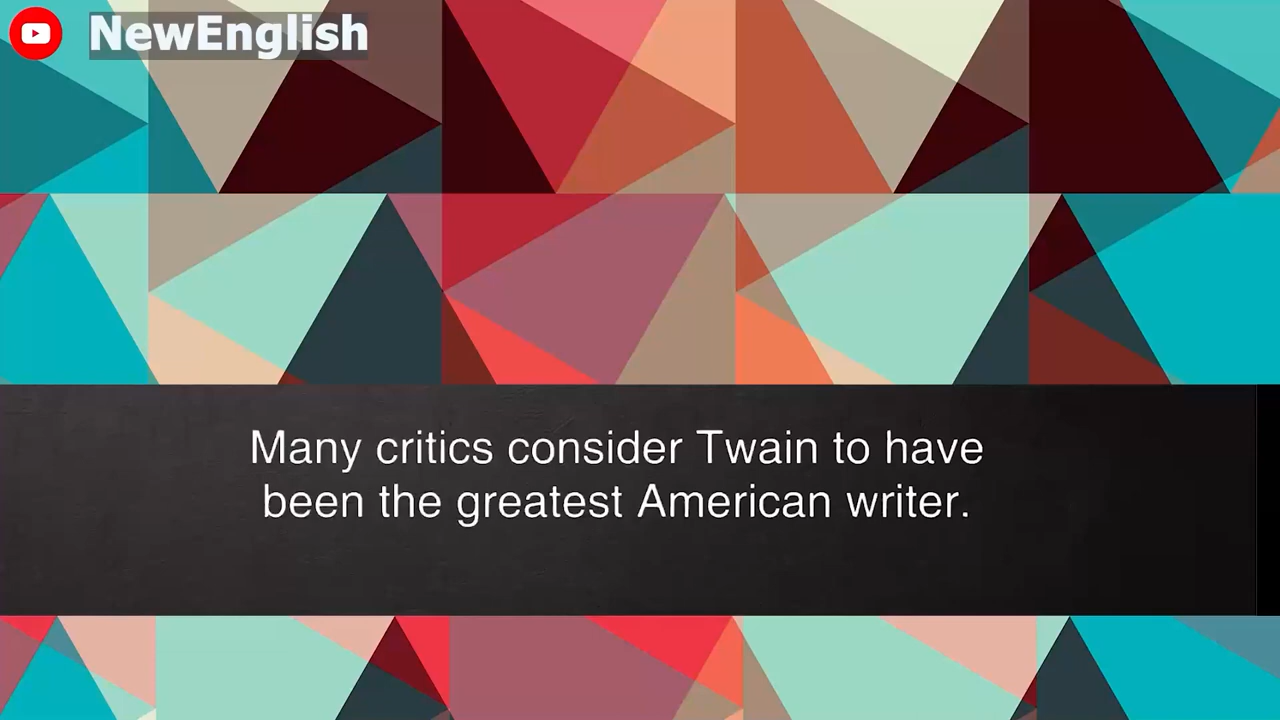 NewEnglish
Many critics consider Twain to have
been the greatest American writer.